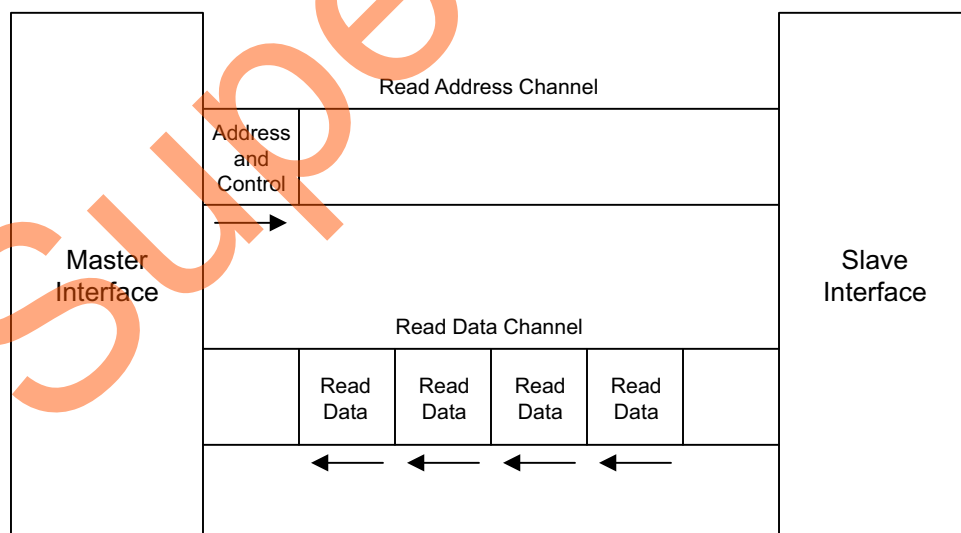 Read Address Channel
Address
and
Control
Master
Interface
Slave
Interface
Read Data Channel
Read
Data
Read
Data
Read
Data
Read
Data
Supe